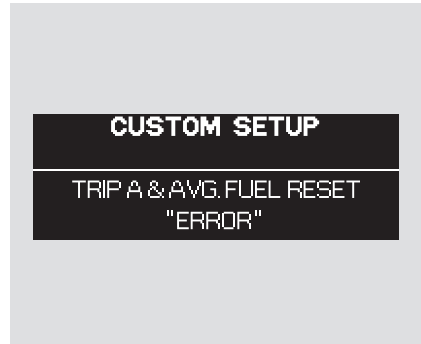 CUSTOM SETUP
TRIP A & AVG. FUEL RESET
"ERROR"